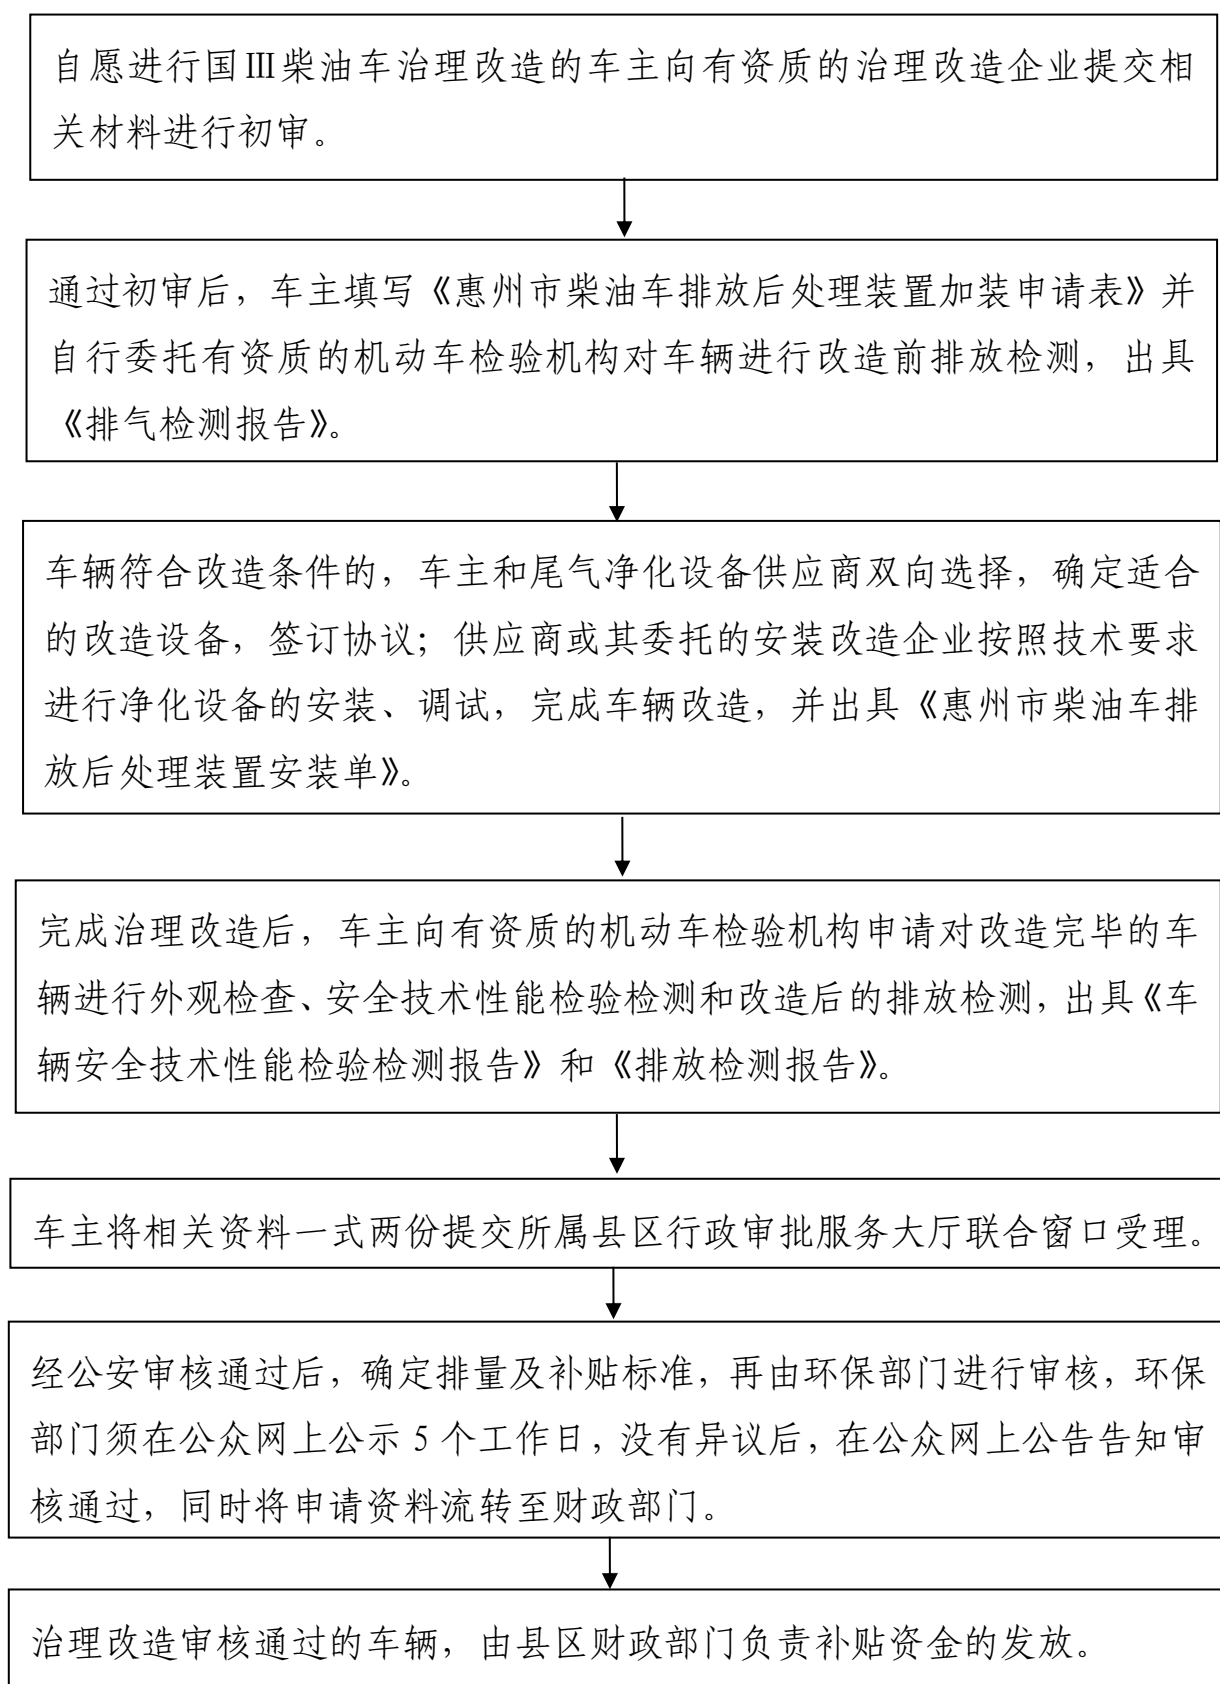 自愿进行国Ⅲ柴油车治理改造的车主向有资质的治理改造企业提交相
关材料进行初审。
通过初审后，车主填写《惠州市柴油车排放后处理装置加装申请表》并
自行委托有资质的机动车检验机构对车辆进行改造前排放检测，出具
《排气检测报告》。
车辆符合改造条件的，车主和尾气净化设备供应商双向选择，确定适合
的改造设备，签订协议；供应商或其委托的安装改造企业按照技术要求
进行净化设备的安装、调试，完成车辆改造，并出具《惠州市柴油车排
放后处理装置安装单》。
完成治理改造后，车主向有资质的机动车检验机构申请对改造完毕的车
辆进行外观检查、安全技术性能检验检测和改造后的排放检测，出具《车
辆安全技术性能检验检测报告》和《排放检测报告》。
车主将相关资料一式两份提交所属县区行政审批服务大厅联合窗口受理。
经公安审核通过后，确定排量及补贴标准，再由环保部门进行审核，环保
部门须在公众网上公示 5 个工作日，没有异议后，在公众网上公告告知审
核通过，同时将申请资料流转至财政部门。
治理改造审核通过的车辆，由县区财政部门负责补贴资金的发放。